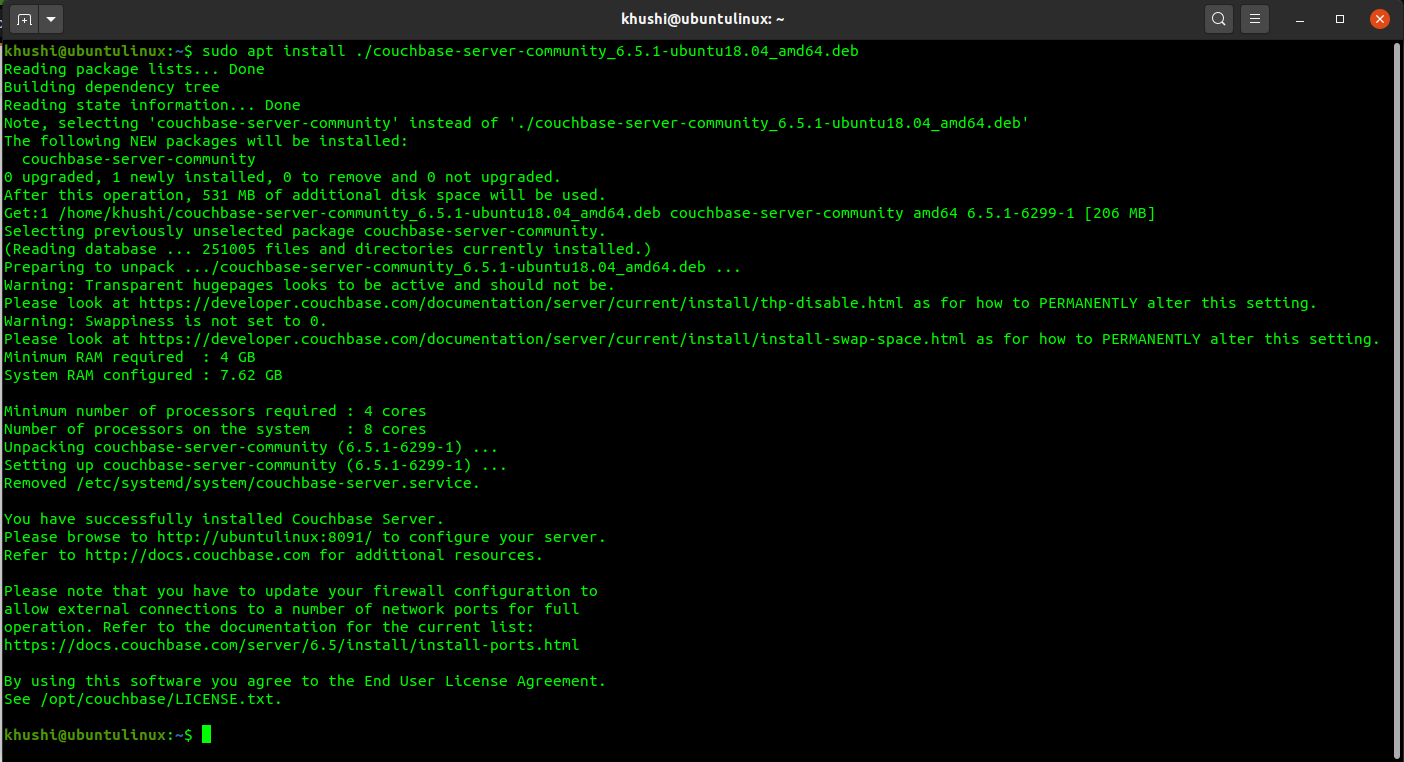 khushi@ubuntulinux: ~
khushi@ubuntulinux:~$ sudo apt install ./couchbase-server-community_6.5.1-ubuntu18.04_amd64.deb
Reading package lists... Done
Building dependency tree
Reading state information... Done
Note, selecting 'couchbase-server-community' instead of './couchbase-server-community_6.5.1-ubuntu18.04_amd64.deb'
The following NEW packages will be installed:
  couchbase-server-community
0 upgraded, 1 newly installed, 0 to remove and 0 not upgraded.
After this operation, 531 MB of additional disk space will be used.
Get:1 /home/khushi/couchbase-server-community_6.5.1-ubuntu18.04_amd64.deb couchbase-server-community amd64 6.5.1-6299-1 [206 MB]
Selecting previously unselected package couchbase-server-community.
(Reading database ... 251005 files and directories currently installed.)
Preparing to unpack .../couchbase-server-community_6.5.1-ubuntu18.04_amd64.deb ...
Warning: Transparent hugepages looks to be active and should not be.
Please look at https://developer.couchbase.com/documentation/server/current/install/thp-disable.html as for how to PERMANENTLY alter this setting.
Warning: Swappiness is not set to 0.
Please look at https://developer.couchbase.com/documentation/server/current/install/install-swap-space.html as for how to PERMANENTLY alter this setting.
Minimum RAM required  : 4 GB
System RAM configured : 7.62 GB

Minimum number of processors required : 4 cores
Number of processors on the system    : 8 cores
Unpacking couchbase-server-community (6.5.1-6299-1) ...
Setting up couchbase-server-community (6.5.1-6299-1) ...
Removed /etc/systemd/system/couchbase-server.service.

You have successfully installed Couchbase Server.
Please browse to http://ubuntulinux:8091/ to configure your server.
Refer to http://docs.couchbase.com for additional resources.

Please note that you have to update your firewall configuration to
allow external connections to a number of network ports for full
operation. Refer to the documentation for the current list:
https://docs.couchbase.com/server/6.5/install/install-ports.html

By using this software you agree to the End User License Agreement.
See /opt/couchbase/LICENSE.txt.

khushi@ubuntulinux:~$